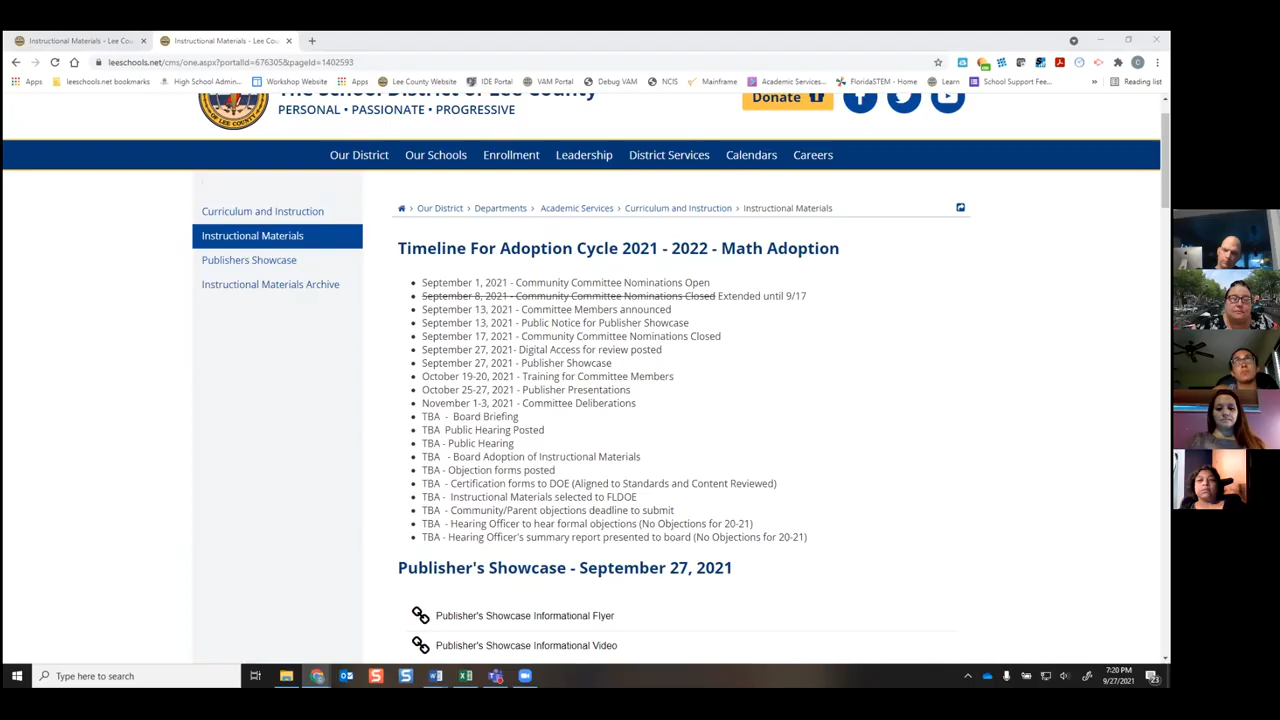 Instructional Materials - Lee Cou
Instructional Materials - Lee Cou
leeschools.net/cms/one.aspx?portalId=676305&pageId=1402593
Apps leeschools.net bookmarks High School Admin... Workshop Website Apps Lee County Website IDE Portal VAM Portal Debug VAM NCIS Mainframe Academic Services... FloridaSTEM - Home Learn School Support Fee... » Reading list
The School District of Lee County
PERSONAL • PASSIONATE • PROGRESSIVE
Donate
Our District Our Schools Enrollment Leadership District Services Calendars Careers
Curriculum and Instruction
Instructional Materials
Publishers Showcase
Instructional Materials Archive
Our District > Departments > Academic Services > Curriculum and Instruction > Instructional Materials
Timeline For Adoption Cycle 2021 - 2022 - Math Adoption
• September 1, 2021 - Community Committee Nominations Open
• September 8, 2021 - Community Committee Nominations Closed Extended until 9/17
• September 13, 2021 - Committee Members announced
• September 13, 2021 - Public Notice for Publisher Showcase
• September 17, 2021 - Community Committee Nominations Closed
• September 27, 2021- Digital Access for review posted
• September 27, 2021 - Publisher Showcase
• October 19-20, 2021 - Training for Committee Members
• October 25-27, 2021 - Publisher Presentations
• November 1-3, 2021 - Committee Deliberations
• TBA - Board Briefing
• TBA Public Hearing Posted
• TBA - Public Hearing
• TBA - Board Adoption of Instructional Materials
• TBA - Objection forms posted
• TBA - Certification forms to DOE (Aligned to Standards and Content Reviewed)
• TBA - Instructional Materials selected to FLDOE
• TBA - Community/Parent objections deadline to submit
• TBA - Hearing Officer to hear formal objections (No Objections for 20-21)
• TBA - Hearing Officer's summary report presented to board (No Objections for 20-21)
Publisher's Showcase - September 27, 2021
Publisher's Showcase Informational Flyer
Publisher's Showcase Informational Video
Type here to search
7:20 PM
9/27/2021
23